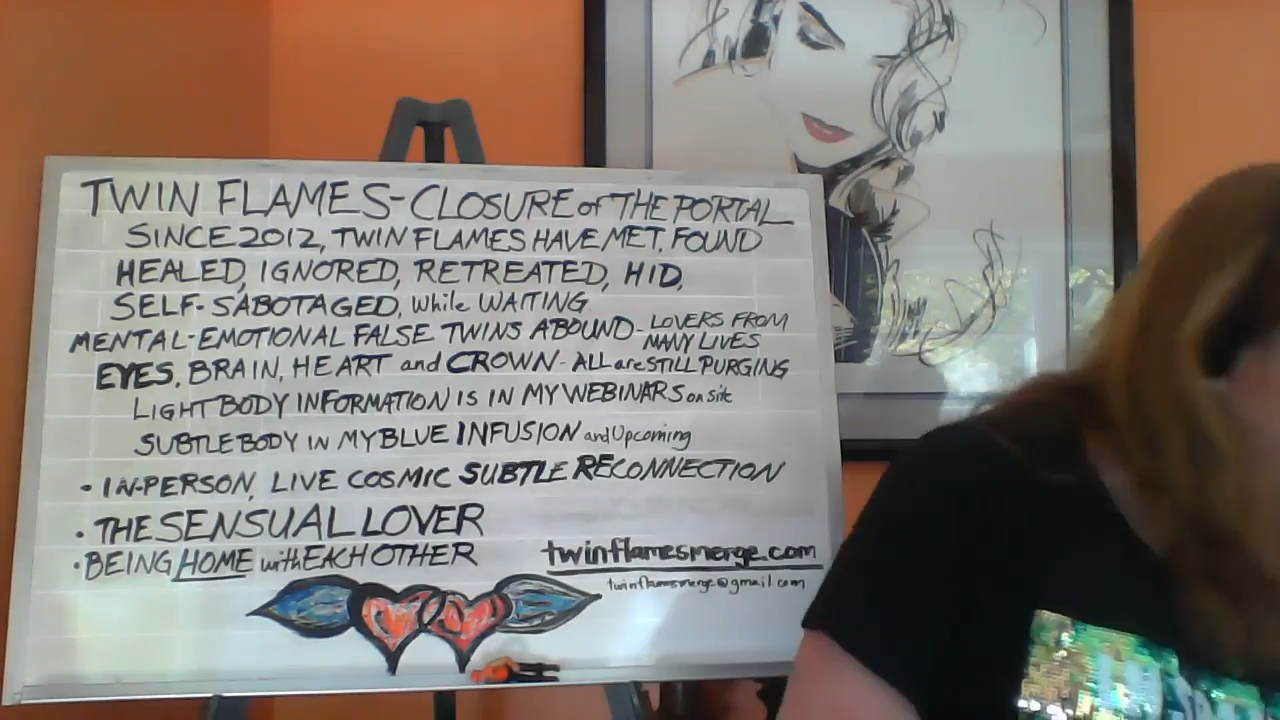 TWIN FLAMES-CLOSURE of THE PORTAL
SINCE 2012, TWIN FLAMES HAVE MET, FOUND
HEALED, IGNORED, RETREATED, HID,
SELF-SABOTAGED, while WAITING.
MENTAL-EMOTIONAL FALSE TWINS ABOUND - LOVERS FROM
MANY LIVES
EYES, BRAIN, HEART and CROWN - ALL are STILL PURGING
LIGHT BODY INFORMATION IS IN MY WEBINARS on site
SUBTLE BODY IN MY BLUE INFUSION and Upcoming
• IN-PERSON, LIVE COSMIC SUBTLE RECONNECTION
• THE SENSUAL LOVER
• BEING HOME with EACH OTHER
twinflamesmerge.com
twinflamesmerge@gmail.com